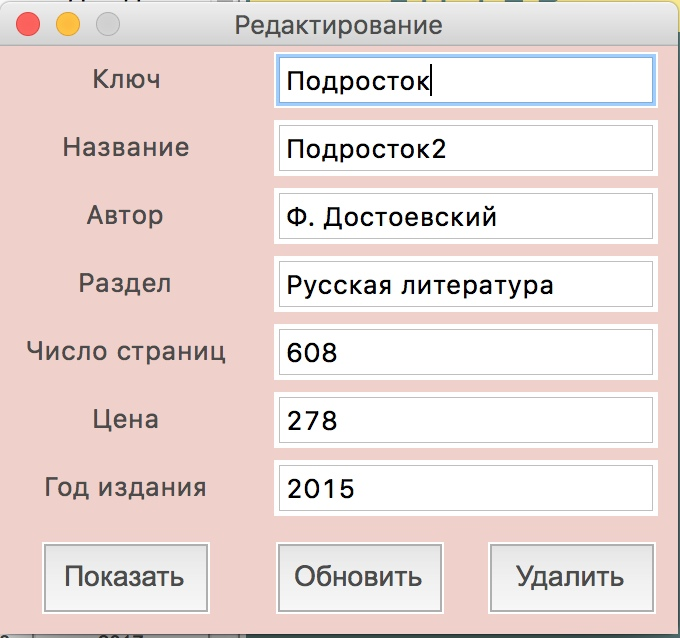 Редактирование
Ключ Подросток
Название Подросток2
Автор Ф. Достоевский
Раздел Русская литература
Число страниц 608
Цена 278
Год издания 2015
Показать Обновить Удалить